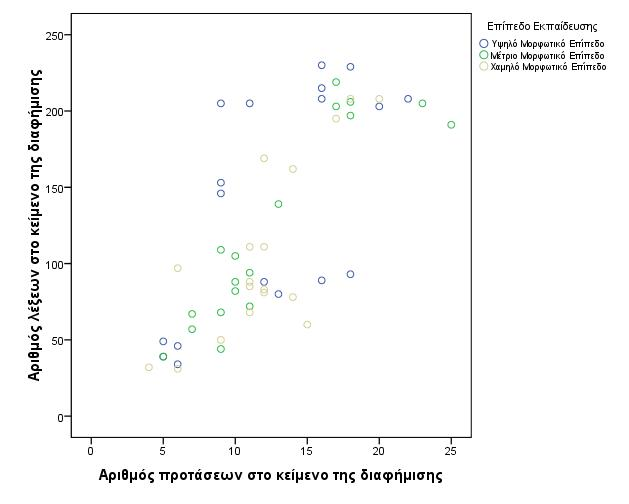 Επίπεδο Εκπαίδευσης
Υψηλό Μορφωτικό Επίπεδο
Μέτριο Μορφωτικό Επίπεδο
Χαμηλό Μορφωτικό Επίπεδο
Αριθμός λέξεων στο κείμενο της διαφήμισης
250
200
150
100
50
0
0 5 10 15 20 25
Αριθμός προτάσεων στο κείμενο της διαφήμισης